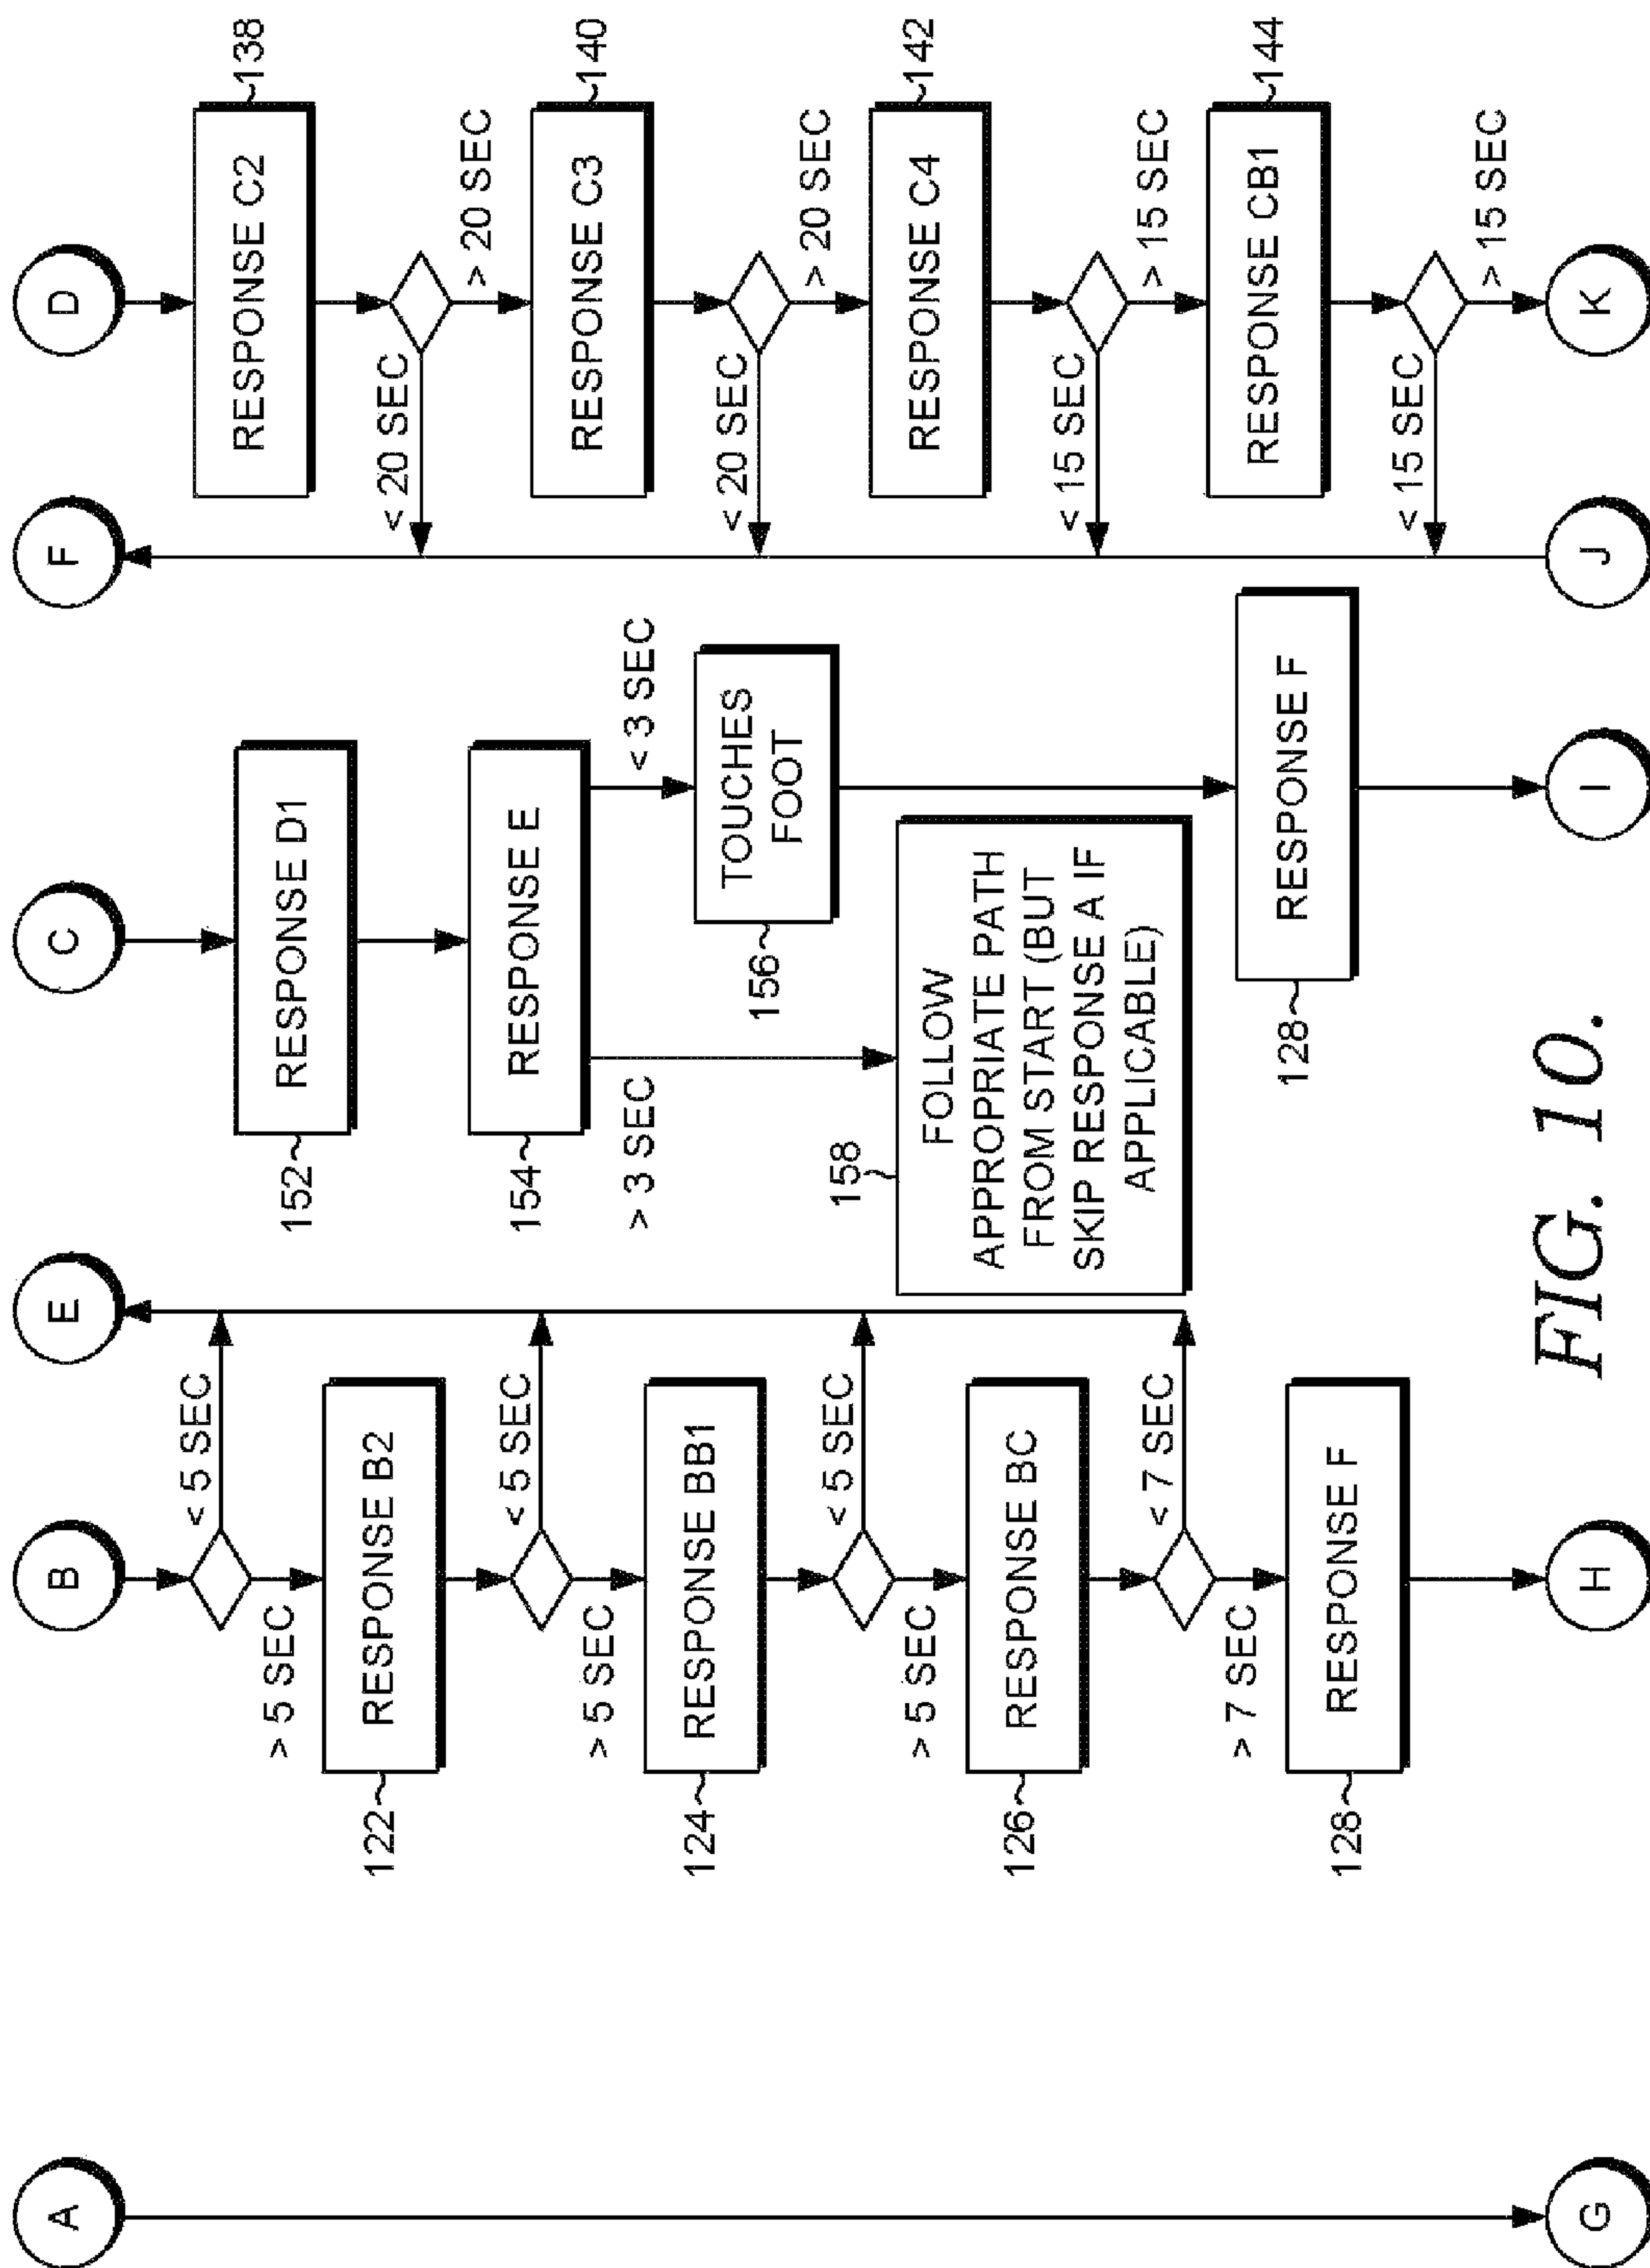 A
G
B
< 5 SEC
> 5 SEC
RESPONSE B2
122
< 5 SEC
> 5 SEC
RESPONSE BB1
124
< 5 SEC
> 5 SEC
RESPONSE BC
126
< 7 SEC
> 7 SEC
RESPONSE F
128
H
E
C
RESPONSE D1
152
RESPONSE E
154
> 3 SEC
< 3 SEC
TOUCHES
FOOT
156
158
FOLLOW
APPROPRIATE PATH
FROM START (BUT
SKIP RESPONSE A IF
APPLICABLE)
RESPONSE F
128
I
F
J
D
RESPONSE C2
138
< 20 SEC
> 20 SEC
RESPONSE C3
140
< 20 SEC
> 20 SEC
RESPONSE C4
142
< 15 SEC
> 15 SEC
RESPONSE CB1
144
< 15 SEC
> 15 SEC
K
FIG. 10.